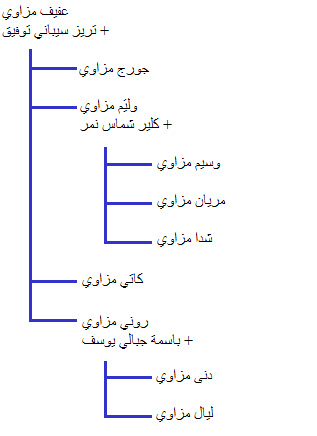 عفيف مزاوي
+ تريز سيباني توفيق
جورج مزاوي
وليّم مزاوي
+ كلير شماس نمر
وسيم مزاوي
مريان مزاوي
شدا مزاوي
كاتي مزاوي
روني مزاوي
+ باسمة جبالي يوسف
دنى مزاوي
ليال مزاوي